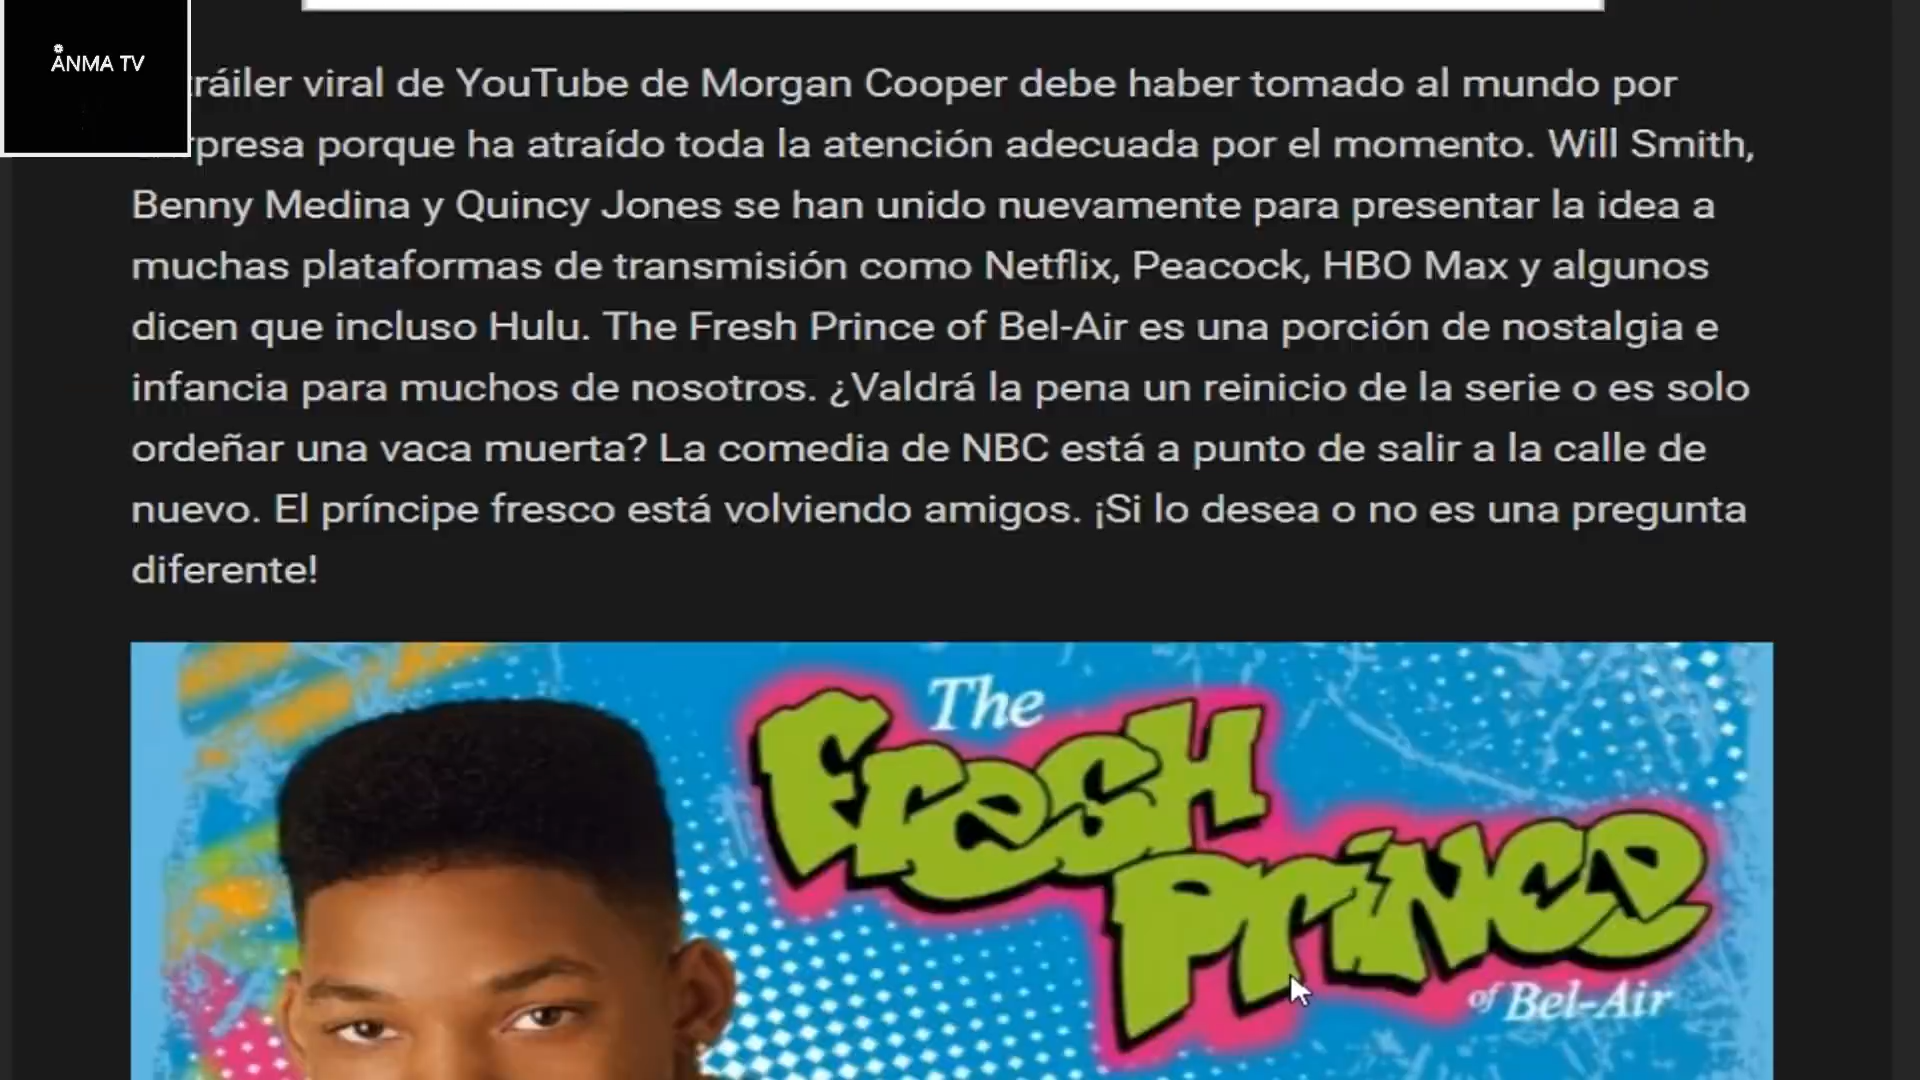 ANMA TV
tráiler viral de YouTube de Morgan Cooper debe haber tomado al mundo por
porque ha atraído toda la atención adecuada por el momento. Will Smith,
Benny Medina y Quincy Jones se han unido nuevamente para presentar la idea a
muchas plataformas de transmisión como Netflix, Peacock, HBO Max y algunos
dicen que incluso Hulu. The Fresh Prince of Bel-Air es una porción de nostalgia e
infancia para muchos de nosotros. ¿Valdrá la pena un reinicio de la serie o es solo
ordeñar una vaca muerta? La comedia de NBC está a punto de salir a la calle de
nuevo. El príncipe fresco está volviendo amigos. ¡Si lo desea o no es una pregunta
diferente!
The
Fresh
Prince
of Bel-Air